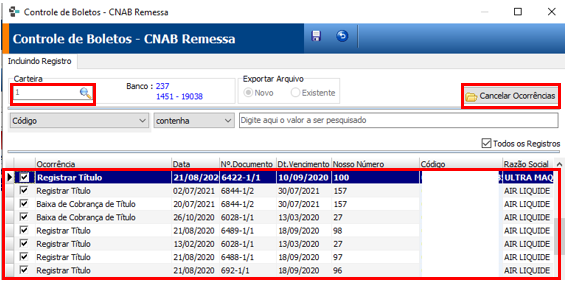 Controle de Boletos - CNAB Remessa
Controle de Boletos - CNAB Remessa
Incluindo Registro
Carteira
1
Banco : 237
1451 - 19038
Exportar Arquivo
Novo Existente
Cancelar Ocorrências
Código contenha Digite aqui o valor a ser pesquisado
Todos os Registros
Ocorrência Data Nº.Documento Dt.Vencimento Nosso Número Código Razão Social
Registrar Título 21/08/2020 6422-1/1 10/09/2020 100 ULTRA MAQ
Registrar Título 02/07/2021 6844-1/2 30/07/2021 157 AIR LIQUIDE
Baixa de Cobrança de Título 20/07/2021 6844-1/2 30/07/2021 157 AIR LIQUIDE
Baixa de Cobrança de Título 26/10/2020 6028-1/1 13/03/2020 27 AIR LIQUIDE
Registrar Título 21/08/2020 6489-1/1 18/09/2020 98 AIR LIQUIDE
Registrar Título 13/02/2020 6028-1/1 13/03/2020 27 AIR LIQUIDE
Registrar Título 21/08/2020 6488-1/1 18/09/2020 97 AIR LIQUIDE
Registrar Título 21/08/2020 692-1/1 18/09/2020 96 AIR LIQUIDE